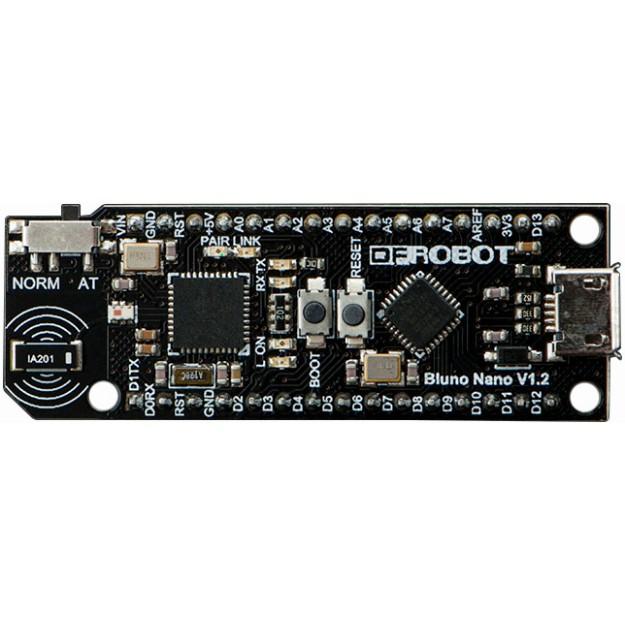 VIN GND RST +5V A0 A1 A2 A3 A4 A5 A6 A7 AREF 3V3 D13
PAIR LINK
RX TX
RESET
DFROBOT
NORM AT
IA201
L ON
BOOT
Bluno Nano V1.2
D1TX D0RX RST GND D2 D3 D4 D5 D6 D7 D8 D9 D10 D11 D12